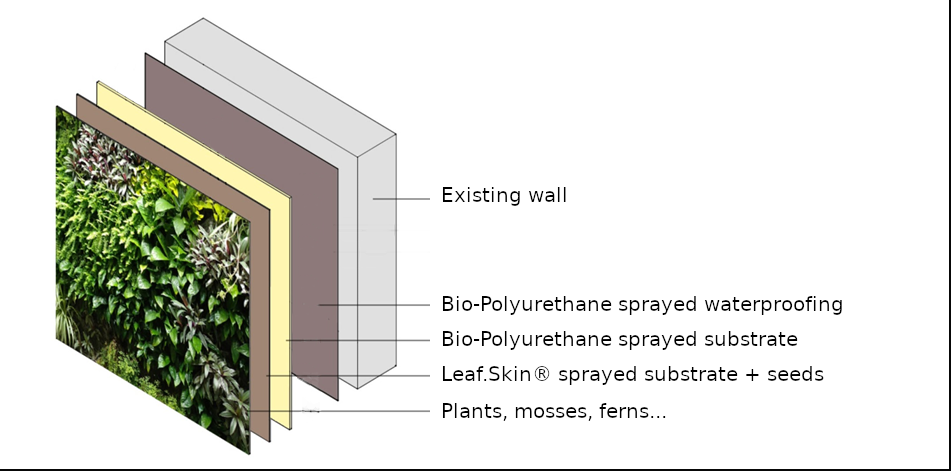 Existing wall
Bio-Polyurethane sprayed waterproofing
Bio-Polyurethane sprayed substrate
Leaf.Skin® sprayed substrate + seeds
Plants, mosses, ferns...